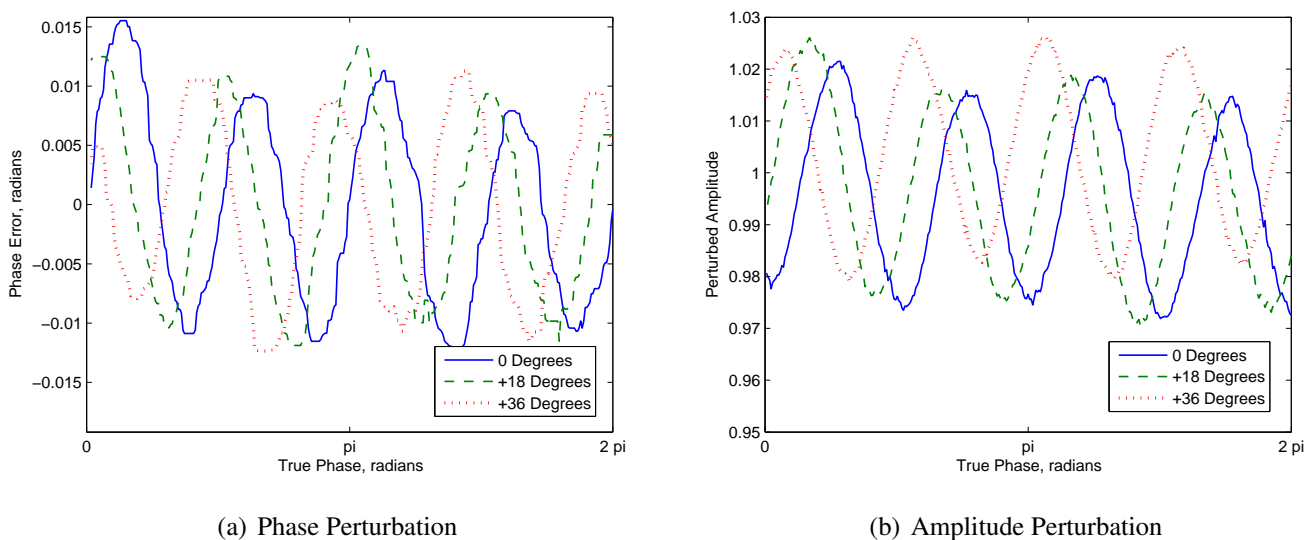 0.015
0.01
0.005
0
−0.005
−0.01
−0.015
Phase Error, radians
0 Degrees
+18 Degrees
+36 Degrees
0
pi
2 pi
True Phase, radians
(a) Phase Perturbation
1.03
1.02
1.01
1
0.99
0.98
0.97
0.96
0.95
Perturbed Amplitude
0 Degrees
+18 Degrees
+36 Degrees
0
pi
2 pi
True Phase, radians
(b) Amplitude Perturbation